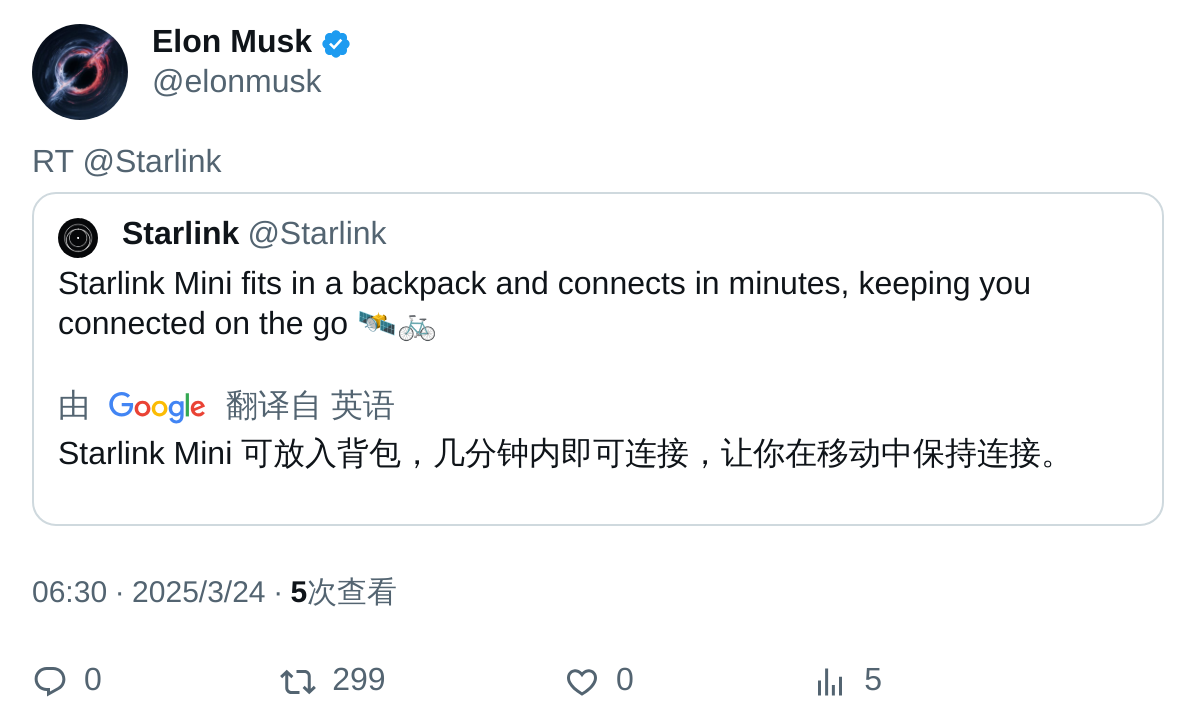 Elon Musk
@elonmusk
RT @Starlink
Starlink @Starlink
Starlink Mini fits in a backpack and connects in minutes, keeping you
connected on the go 🛰️🚲
由 Google 翻译自 英语
Starlink Mini 可放入背包，几分钟内即可连接，让你在移动中保持连接。
06:30 · 2025/3/24 · 5次查看
0 299 0 5